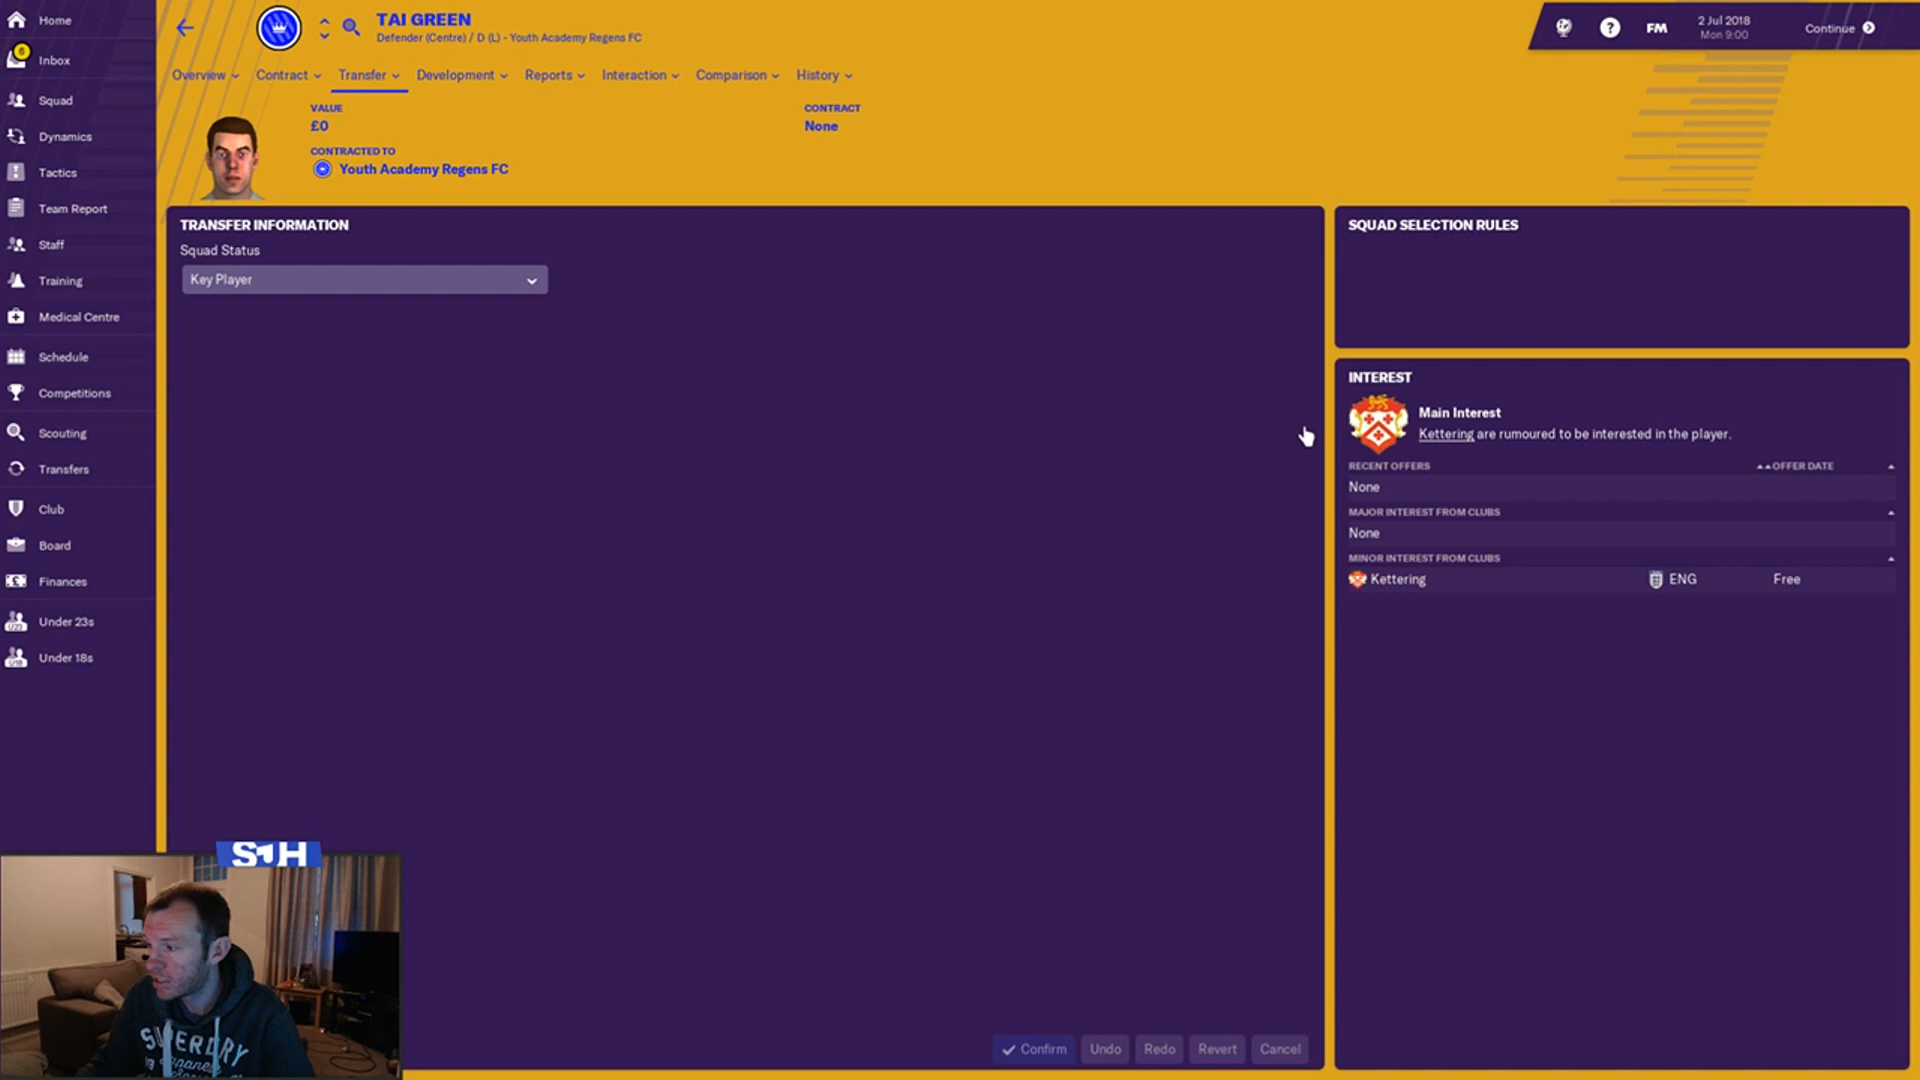 Home
6
Inbox
Squad
Dynamics
Tactics
Team Report
Staff
Training
Medical Centre
Schedule
Competitions
Scouting
Transfers
Club
Board
Finances
U23
Under 23s
U18
Under 18s
TAI GREEN
Defender (Centre) / D (L) - Youth Academy Regens FC
?
FM
2 Jul 2018
Mon 9:00
Continue
Overview
Contract
Transfer
Development
Reports
Interaction
Comparison
History
VALUE
£0
CONTRACT
None
CONTRACTED TO
Youth Academy Regens FC
TRANSFER INFORMATION
Squad Status
Key Player
SQUAD SELECTION RULES
INTEREST
Main Interest
Kettering are rumoured to be interested in the player.
RECENT OFFERS
OFFER DATE
None
MAJOR INTEREST FROM CLUBS
None
MINOR INTEREST FROM CLUBS
Kettering ENG Free
Confirm
Undo
Redo
Revert
Cancel
SJH
SUPERDRY